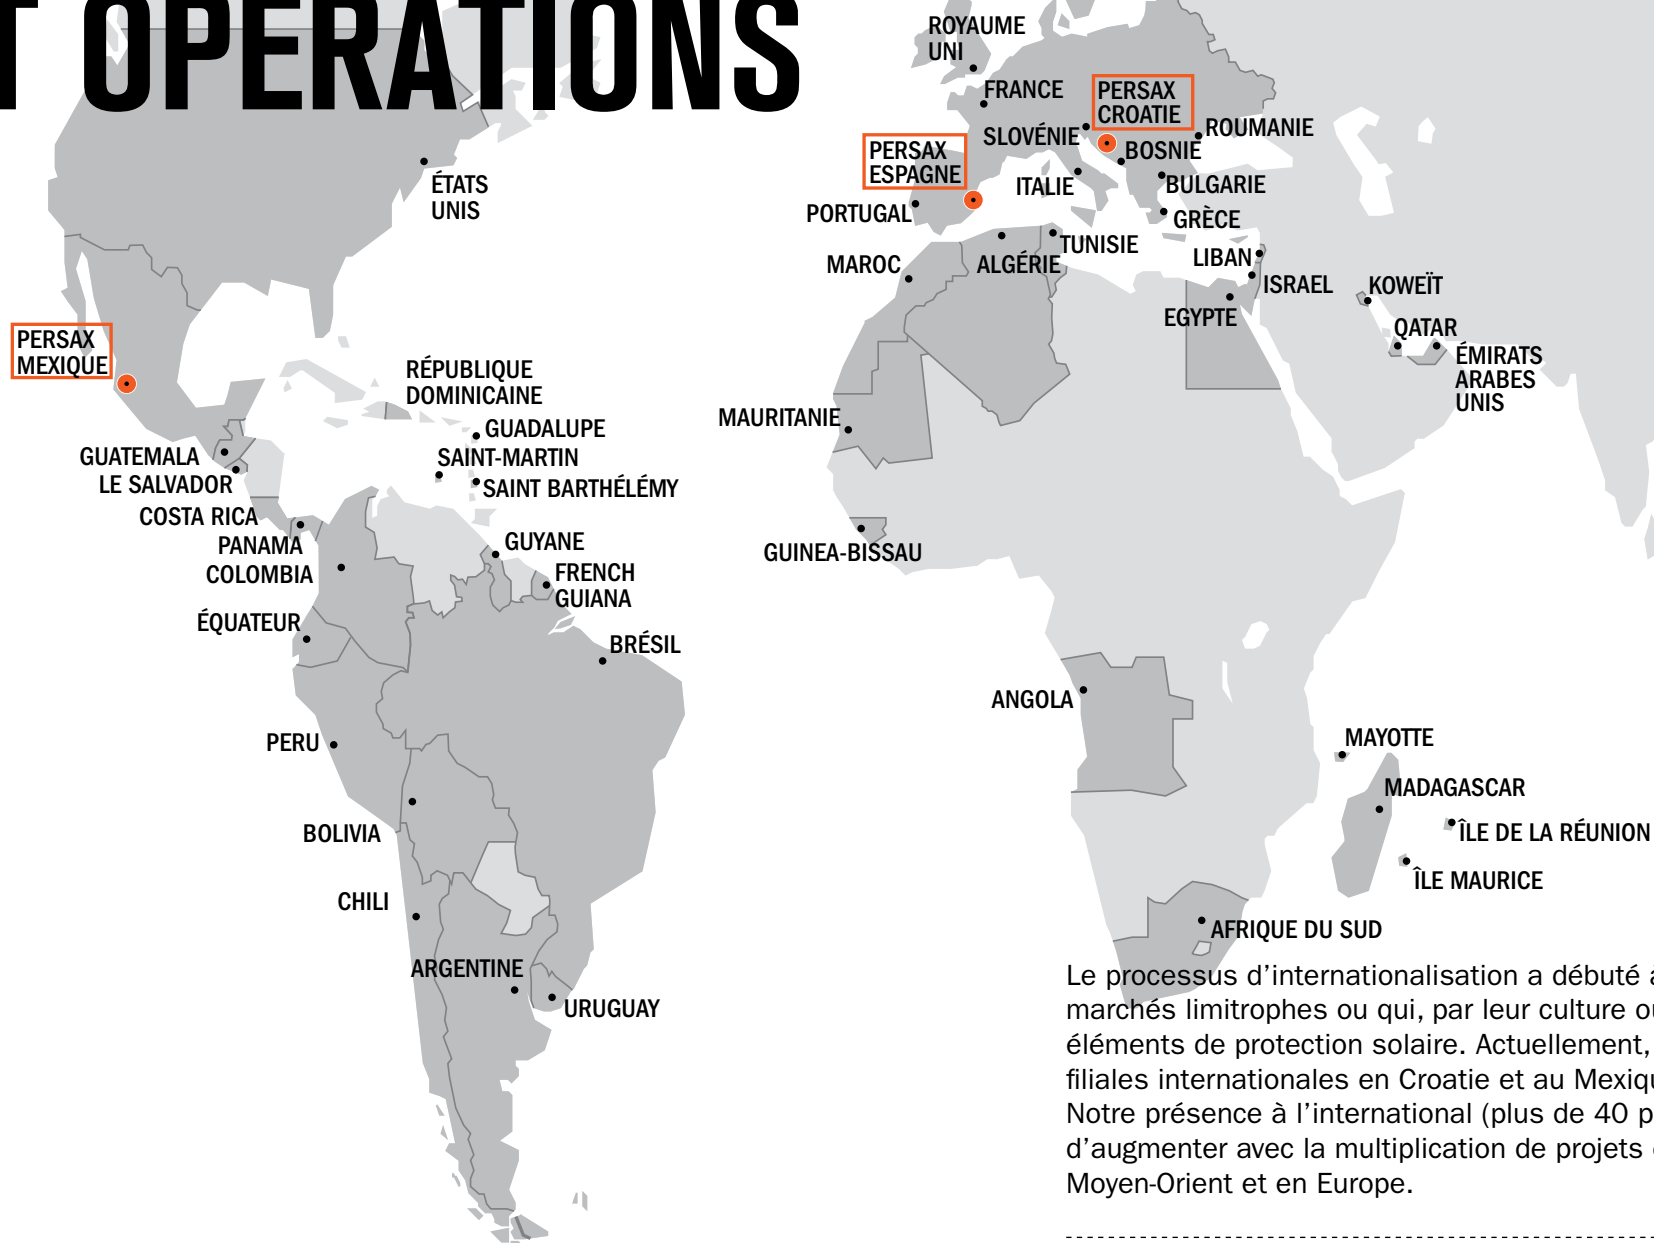 T OPERATIONS
ROYAUME
UNI
FRANCE
PERSAX
CROATIE
SLOVÉNIE
ROUMANIE
BOSNIE
PERSAX
ESPAGNE
ITALIE
BULGARIE
PORTUGAL
GRÈCE
TUNISIE
MAROC
ALGÉRIE
LIBAN
ISRAEL
KOWEÏT
EGYPTE
QATAR
ÉMIRATS
ARABES
UNIS
ÉTATS
UNIS
PERSAX
MEXIQUE
RÉPUBLIQUE
DOMINICAINE
GUADALUPE
SAINT-MARTIN
SAINT BARTHÉLÉMY
GUATEMALA
LE SALVADOR
COSTA RICA
PANAMA
COLOMBIA
GUYANE
FRENCH
GUIANA
ÉQUATEUR
BRÉSIL
PERU
BOLIVIA
CHILI
ARGENTINE
URUGUAY
MAURITANIE
GUINEA-BISSAU
ANGOLA
MAYOTTE
MADAGASCAR
ÎLE DE LA RÉUNION
ÎLE MAURICE
AFRIQUE DU SUD
Le processus d’internationalisation a débuté à
marchés limitrophes ou qui, par leur culture ou
éléments de protection solaire. Actuellement,
filiales internationales en Croatie et au Mexiqu
Notre présence à l’international (plus de 40 p
d’augmenter avec la multiplication de projets
Moyen-Orient et en Europe.